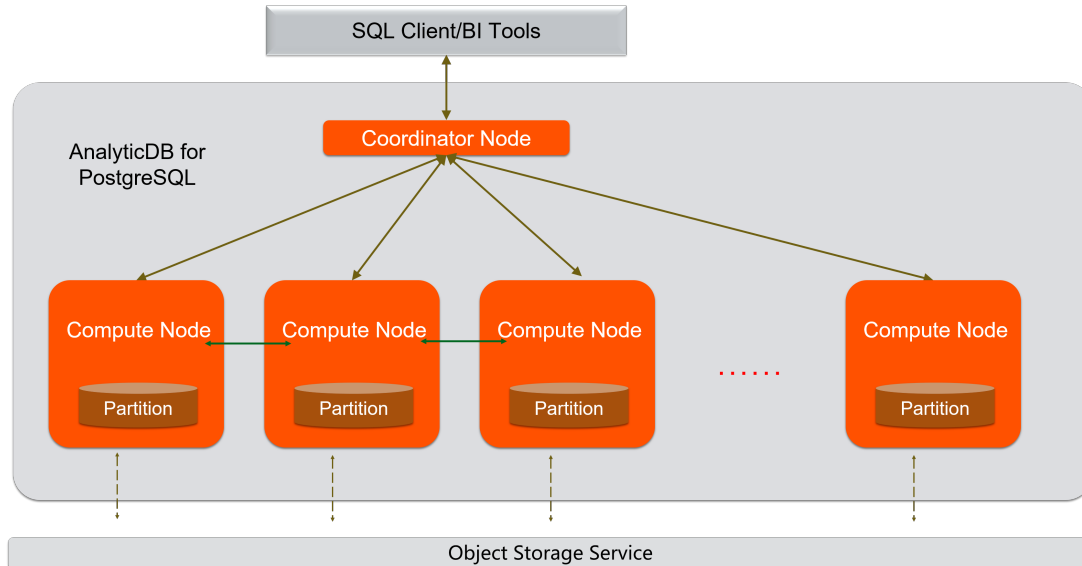 SQL Client/BI Tools
Coordinator Node
AnalyticDB for
PostgreSQL
Compute Node
Compute Node
Compute Node
Compute Node
......
Partition
Partition
Partition
Partition
Object Storage Service